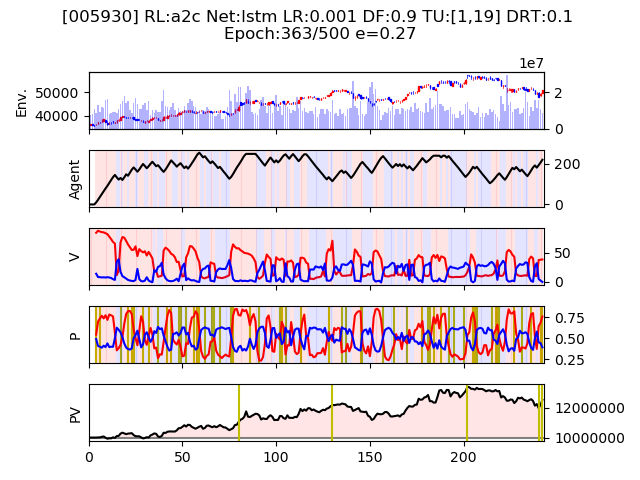 [005930] RL:a2c Net:lstm LR:0.001 DF:0.9 TU:[1,19] DRT:0.1
Epoch:363/500 e=0.27
1e7
Env.
50000
40000
2
0
Agent
200
0
V
50
0
P
0.75
0.50
0.25
PV
12000000
10000000
0
50
100
150
200